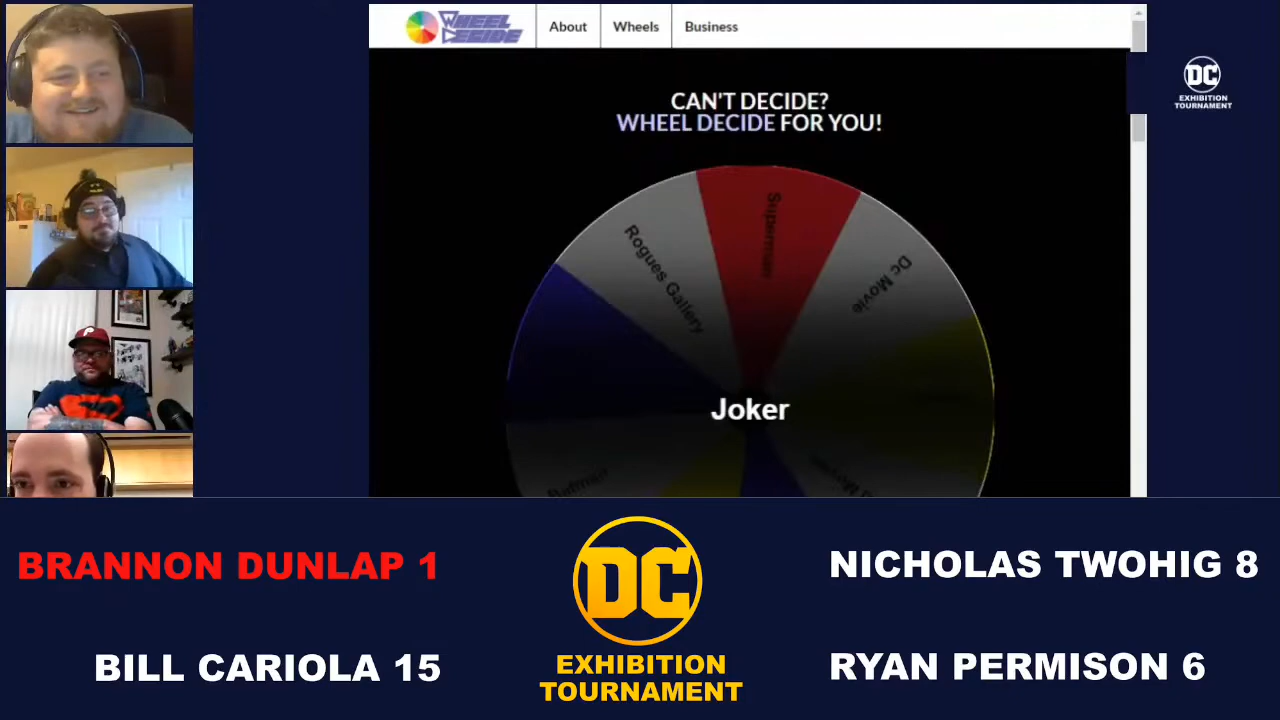 WHEEL DECIDE
About
Wheels
Business
DC
EXHIBITION
TOURNAMENT
CAN'T DECIDE?
WHEEL DECIDE FOR YOU!
Superman
Rogues Gallery
Dc Movie
Joker
Batman
BRANNON DUNLAP 1
NICHOLAS TWOHIG 8
DC
BILL CARIOLA 15
EXHIBITION
TOURNAMENT
RYAN PERMISON 6